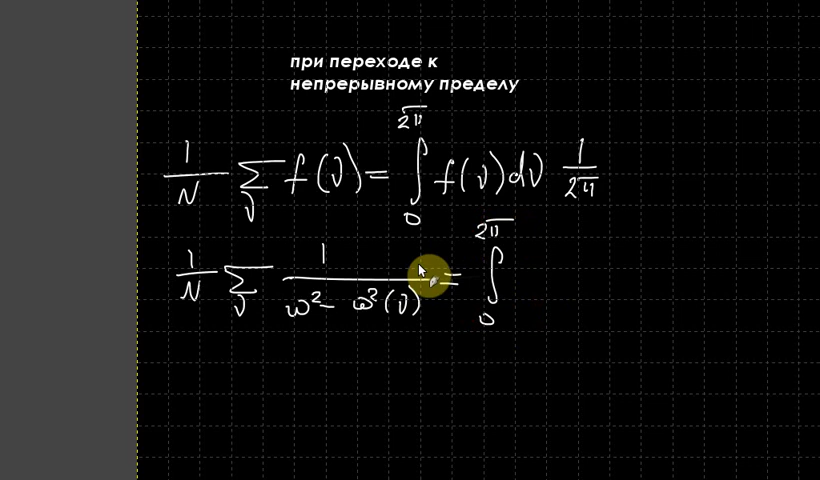 при переходе к
непрерывному пределу
1/N ∑_ν f(ν) = ∫_0^{2π} f(ν)dν 1/2π
1/N ∑_ν 1/(ω² − ω²(ν)) = ∫_0^{2π}